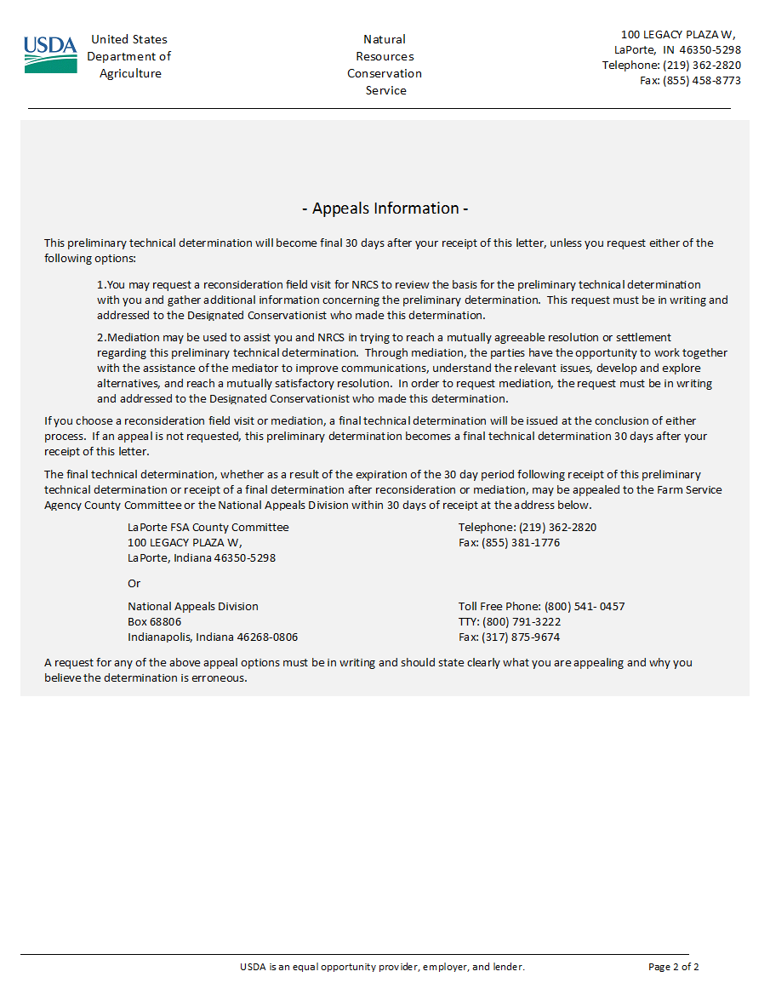 USDA
United States
Department of
Agriculture
Natural
Resources
Conservation
Service
100 LEGACY PLAZA W,
LaPorte, IN 46350-5298
Telephone: (219) 362-2820
Fax: (855) 458-8773
- Appeals Information -
This preliminary technical determination will become final 30 days after your receipt of this letter, unless you request either of the
following options:
1.You may request a reconsideration field visit for NRCS to review the basis for the preliminary technical determination
with you and gather additional information concerning the preliminary determination. This request must be in writing and
addressed to the Designated Conservationist who made this determination.
2.Mediation may be used to assist you and NRCS in trying to reach a mutually agreeable resolution or settlement
regarding this preliminary technical determination. Through mediation, the parties have the opportunity to work together
with the assistance of the mediator to improve communications, understand the relevant issues, develop and explore
alternatives, and reach a mutually satisfactory resolution. In order to request mediation, the request must be in writing
and addressed to the Designated Conservationist who made this determination.
If you choose a reconsideration field visit or mediation, a final technical determination will be issued at the conclusion of either
process. If an appeal is not requested, this preliminary determination becomes a final technical determination 30 days after your
receipt of this letter.
The final technical determination, whether as a result of the expiration of the 30 day period following receipt of this preliminary
technical determination or receipt of a final determination after reconsideration or mediation, may be appealed to the Farm Service
Agency County Committee or the National Appeals Division within 30 days of receipt at the address below.
LaPorte FSA County Committee
100 LEGACY PLAZA W,
LaPorte, Indiana 46350-5298
Telephone: (219) 362-2820
Fax: (855) 381-1776
Or
National Appeals Division
Box 68806
Indianapolis, Indiana 46268-0806
Toll Free Phone: (800) 541- 0457
TTY: (800) 791-3222
Fax: (317) 875-9674
A request for any of the above appeal options must be in writing and should state clearly what you are appealing and why you
believe the determination is erroneous.
USDA is an equal opportunity provider, employer, and lender.
Page 2 of 2